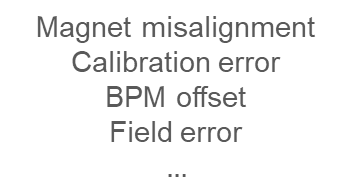 Magnet misalignment
Calibration error
BPM offset
Field error
...